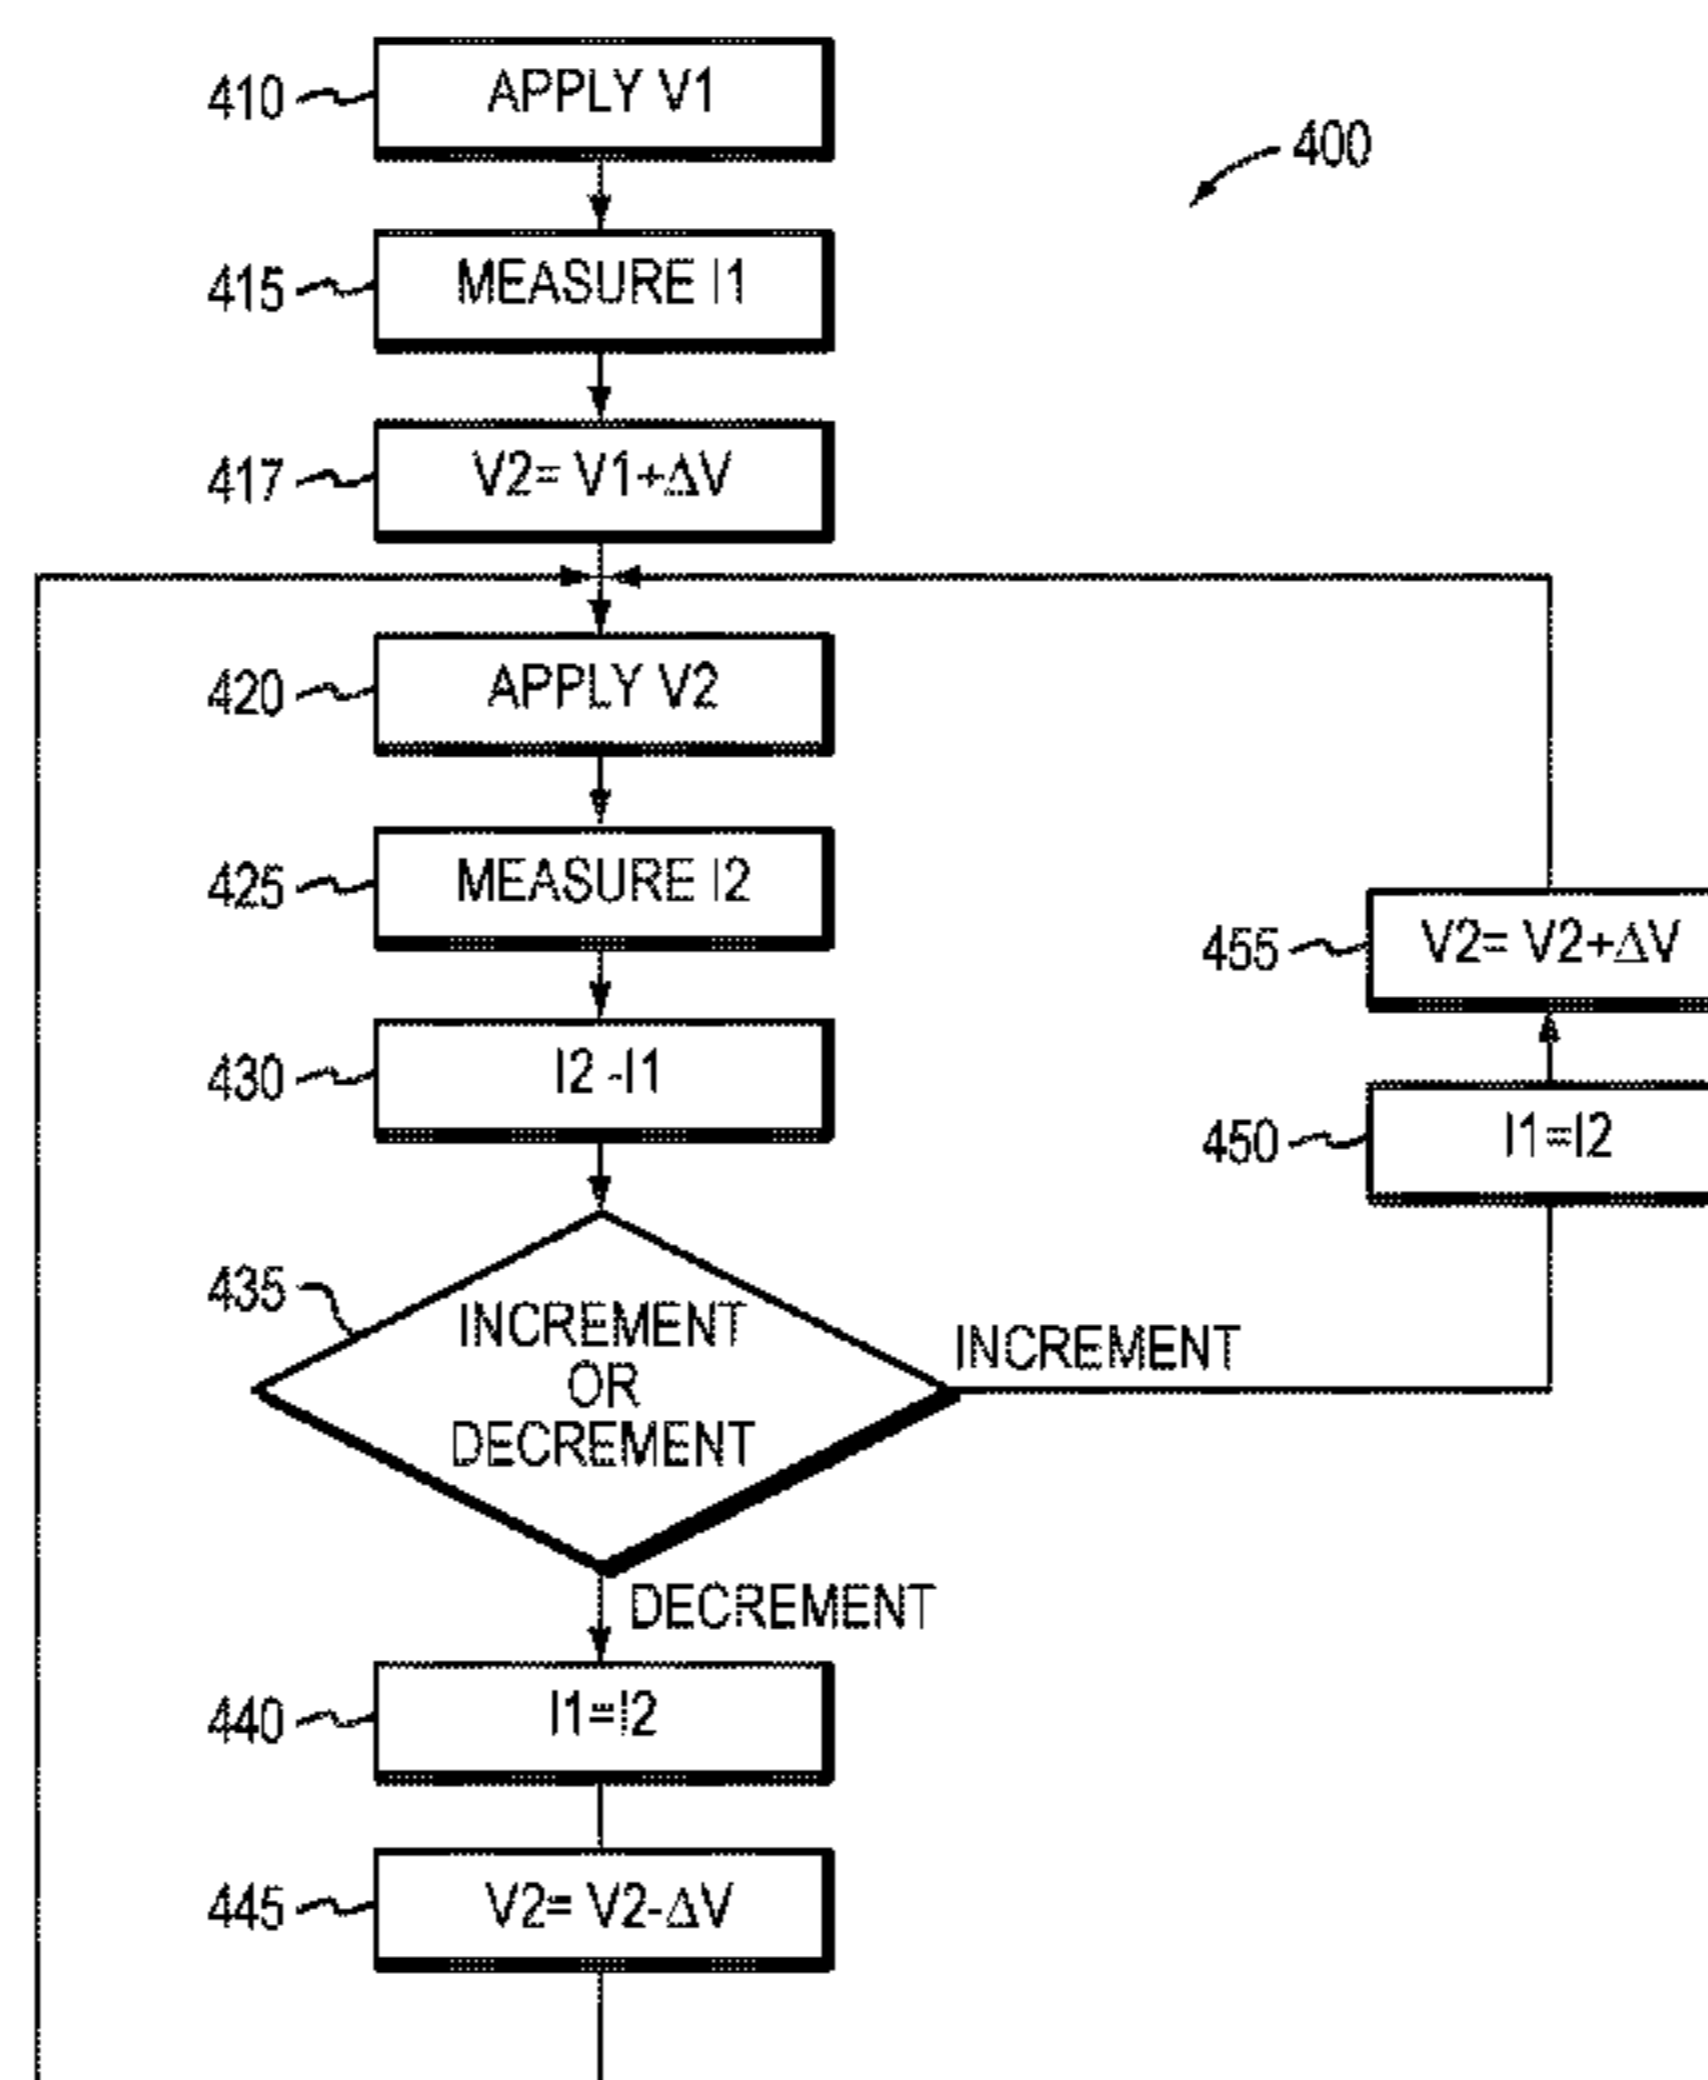 410 APPLY V1
400
415 MEASURE I1
417 V2= V1+ΔV
420 APPLY V2
425 MEASURE I2
455 V2= V2+ΔV
430 I2 -I1
450 I1=I2
435 INCREMENT
OR
DECREMENT
INCREMENT
DECREMENT
440 I1=I2
445 V2= V2-ΔV